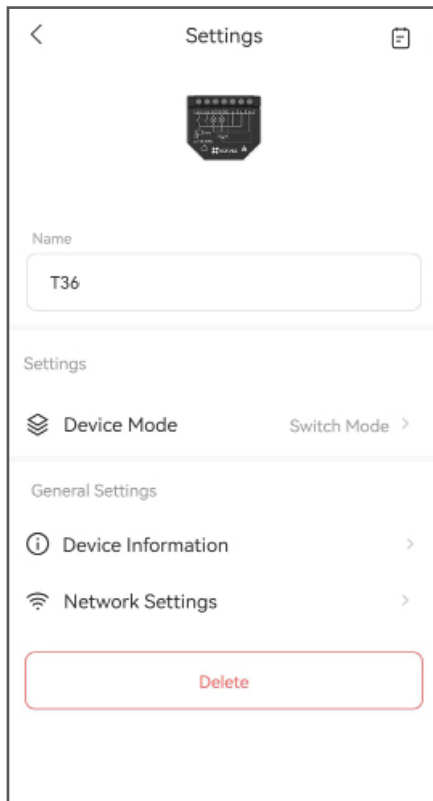 Settings
Name
T36
Settings
Device Mode
Switch Mode
General Settings
Device Information
Network Settings
Delete